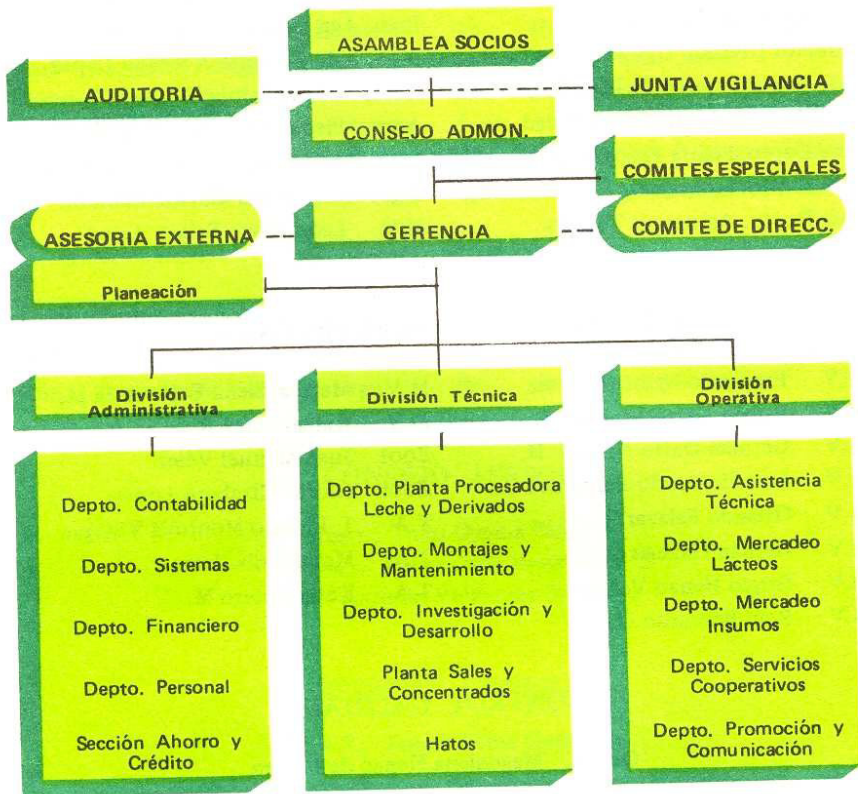 ASAMBLEA SOCIOS
AUDITORIA
JUNTA VIGILANCIA
CONSEJO ADMON.
COMITES ESPECIALES
ASESORIA EXTERNA
GERENCIA
COMITE DE DIRECC.
Planeación
División
Administrativa
División Técnica
División
Operativa
Depto. Contabilidad
Depto. Sistemas
Depto. Financiero
Depto. Personal
Sección Ahorro y
Crédito
Depto. Planta Procesadora
Leche y Derivados
Depto. Montajes y
Mantenimiento
Depto. Investigación y
Desarrollo
Planta Sales y
Concentrados
Hatos
Depto. Asistencia
Técnica
Depto. Mercadeo
Lácteos
Depto. Mercadeo
Insumos
Depto. Servicios
Cooperativos
Depto. Promoción y
Comunicación